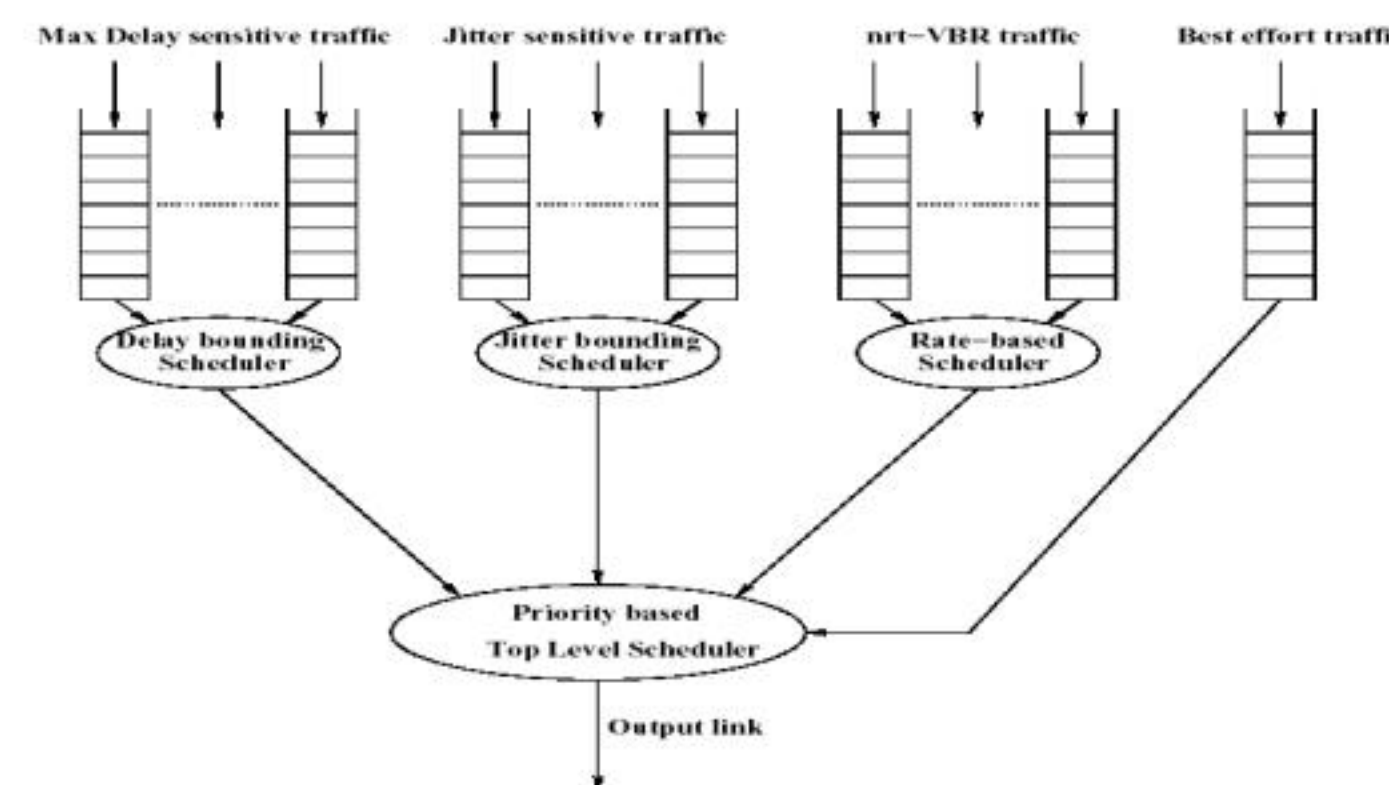 Max Delay sensitive traffic
Jitter sensitive traffic
nrt-VBR traffic
Best effort traffi
Delay bounding
Scheduler
Jitter bounding
Scheduler
Rate-based
Scheduler
Priority based
Top Level Scheduler
Output link